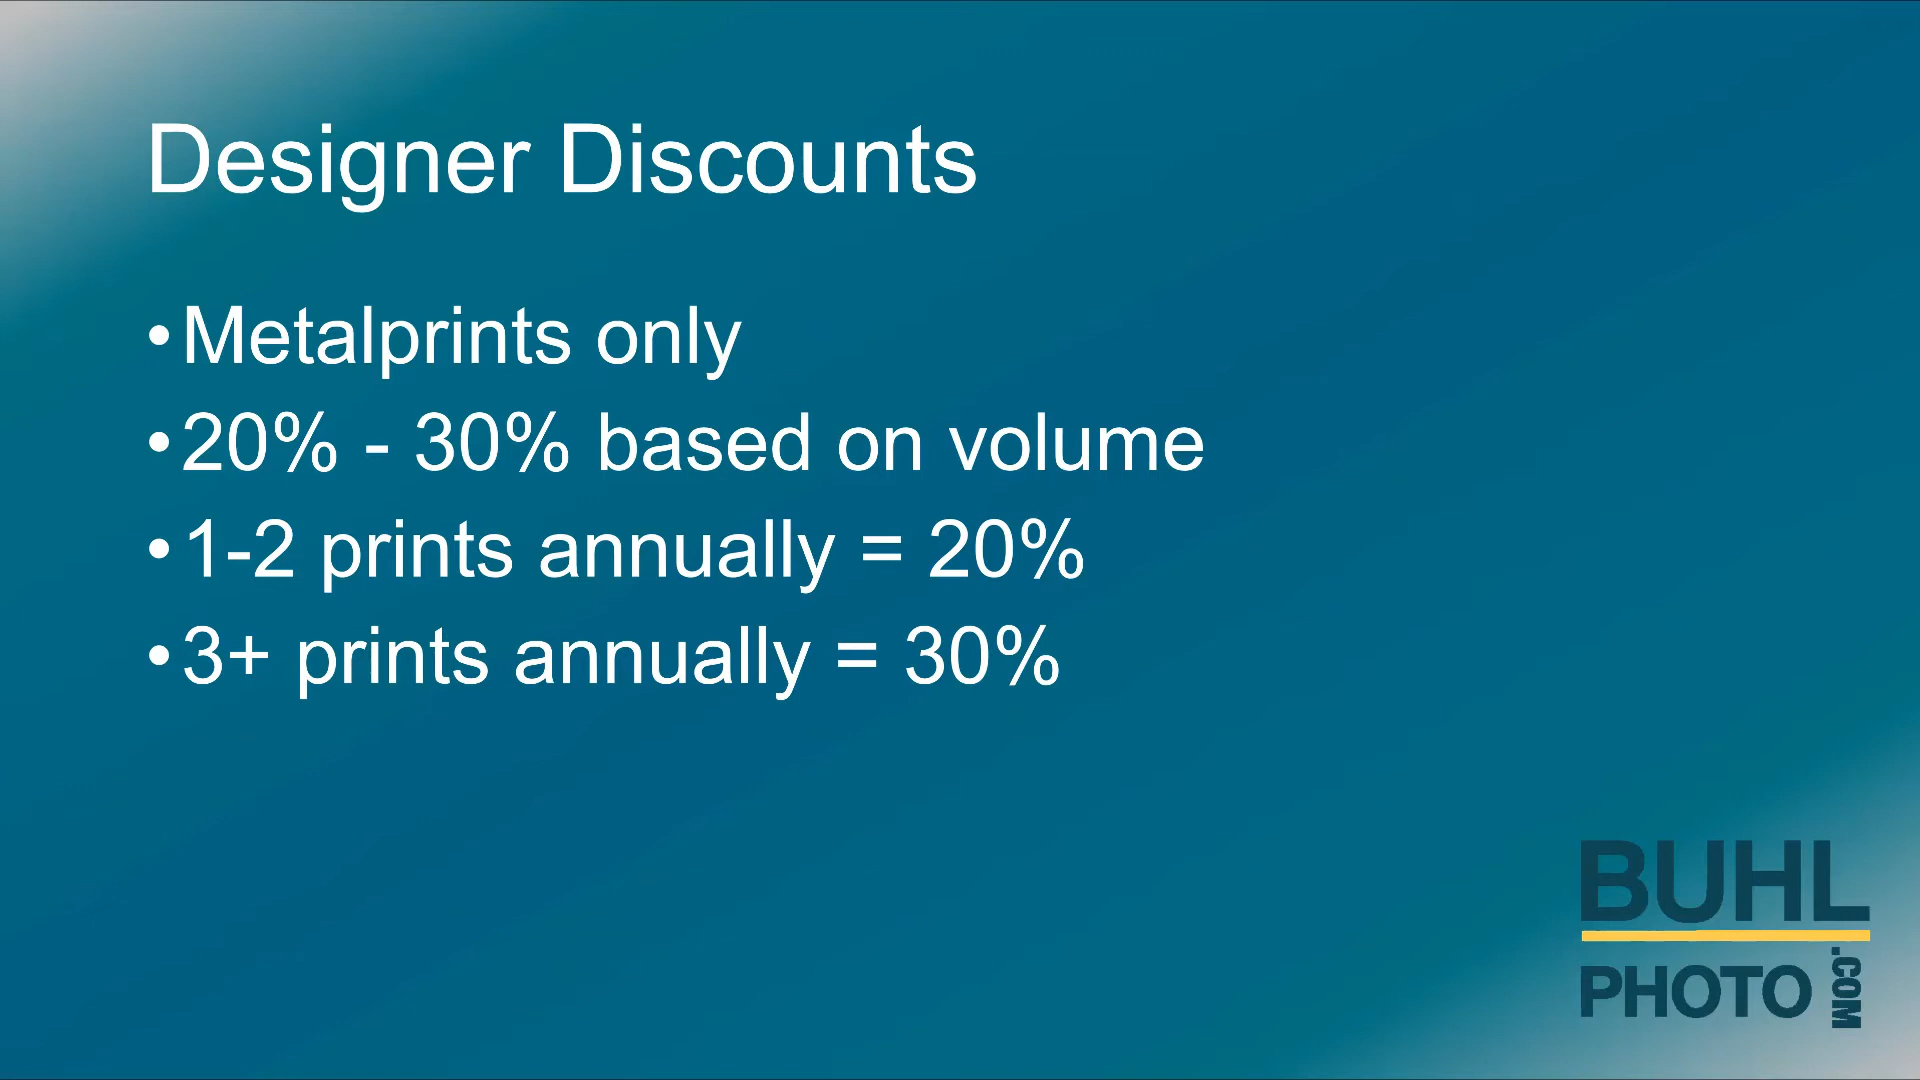 Designer Discounts
•Metalprints only
•20% - 30% based on volume
•1-2 prints annually = 20%
•3+ prints annually = 30%
BUHL
PHOTO
.COM